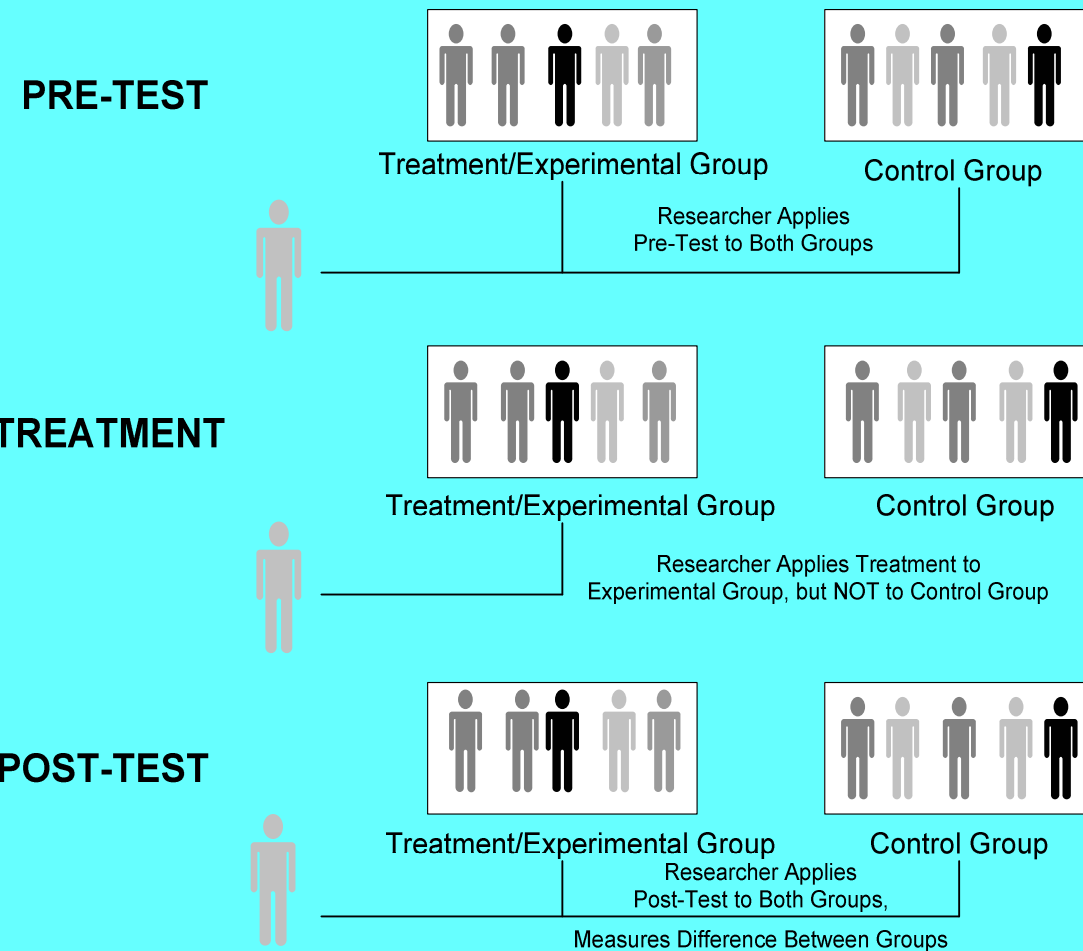 PRE-TEST
Treatment/Experimental Group
Control Group
Researcher Applies
Pre-Test to Both Groups
TREATMENT
Treatment/Experimental Group
Control Group
Researcher Applies Treatment to
Experimental Group, but NOT to Control Group
POST-TEST
Treatment/Experimental Group
Control Group
Researcher Applies
Post-Test to Both Groups,
Measures Difference Between Groups